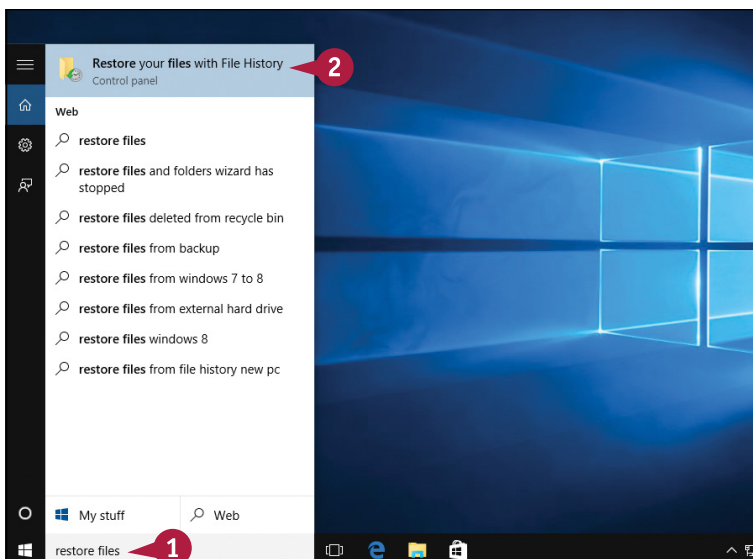 Restore your files with File History
2
Control panel
Web
restore files
restore files and folders wizard has
stopped
restore files deleted from recycle bin
restore files from backup
restore files from windows 7 to 8
restore files from external hard drive
restore files windows 8
restore files from file history new pc
My stuff
Web
restore files
1